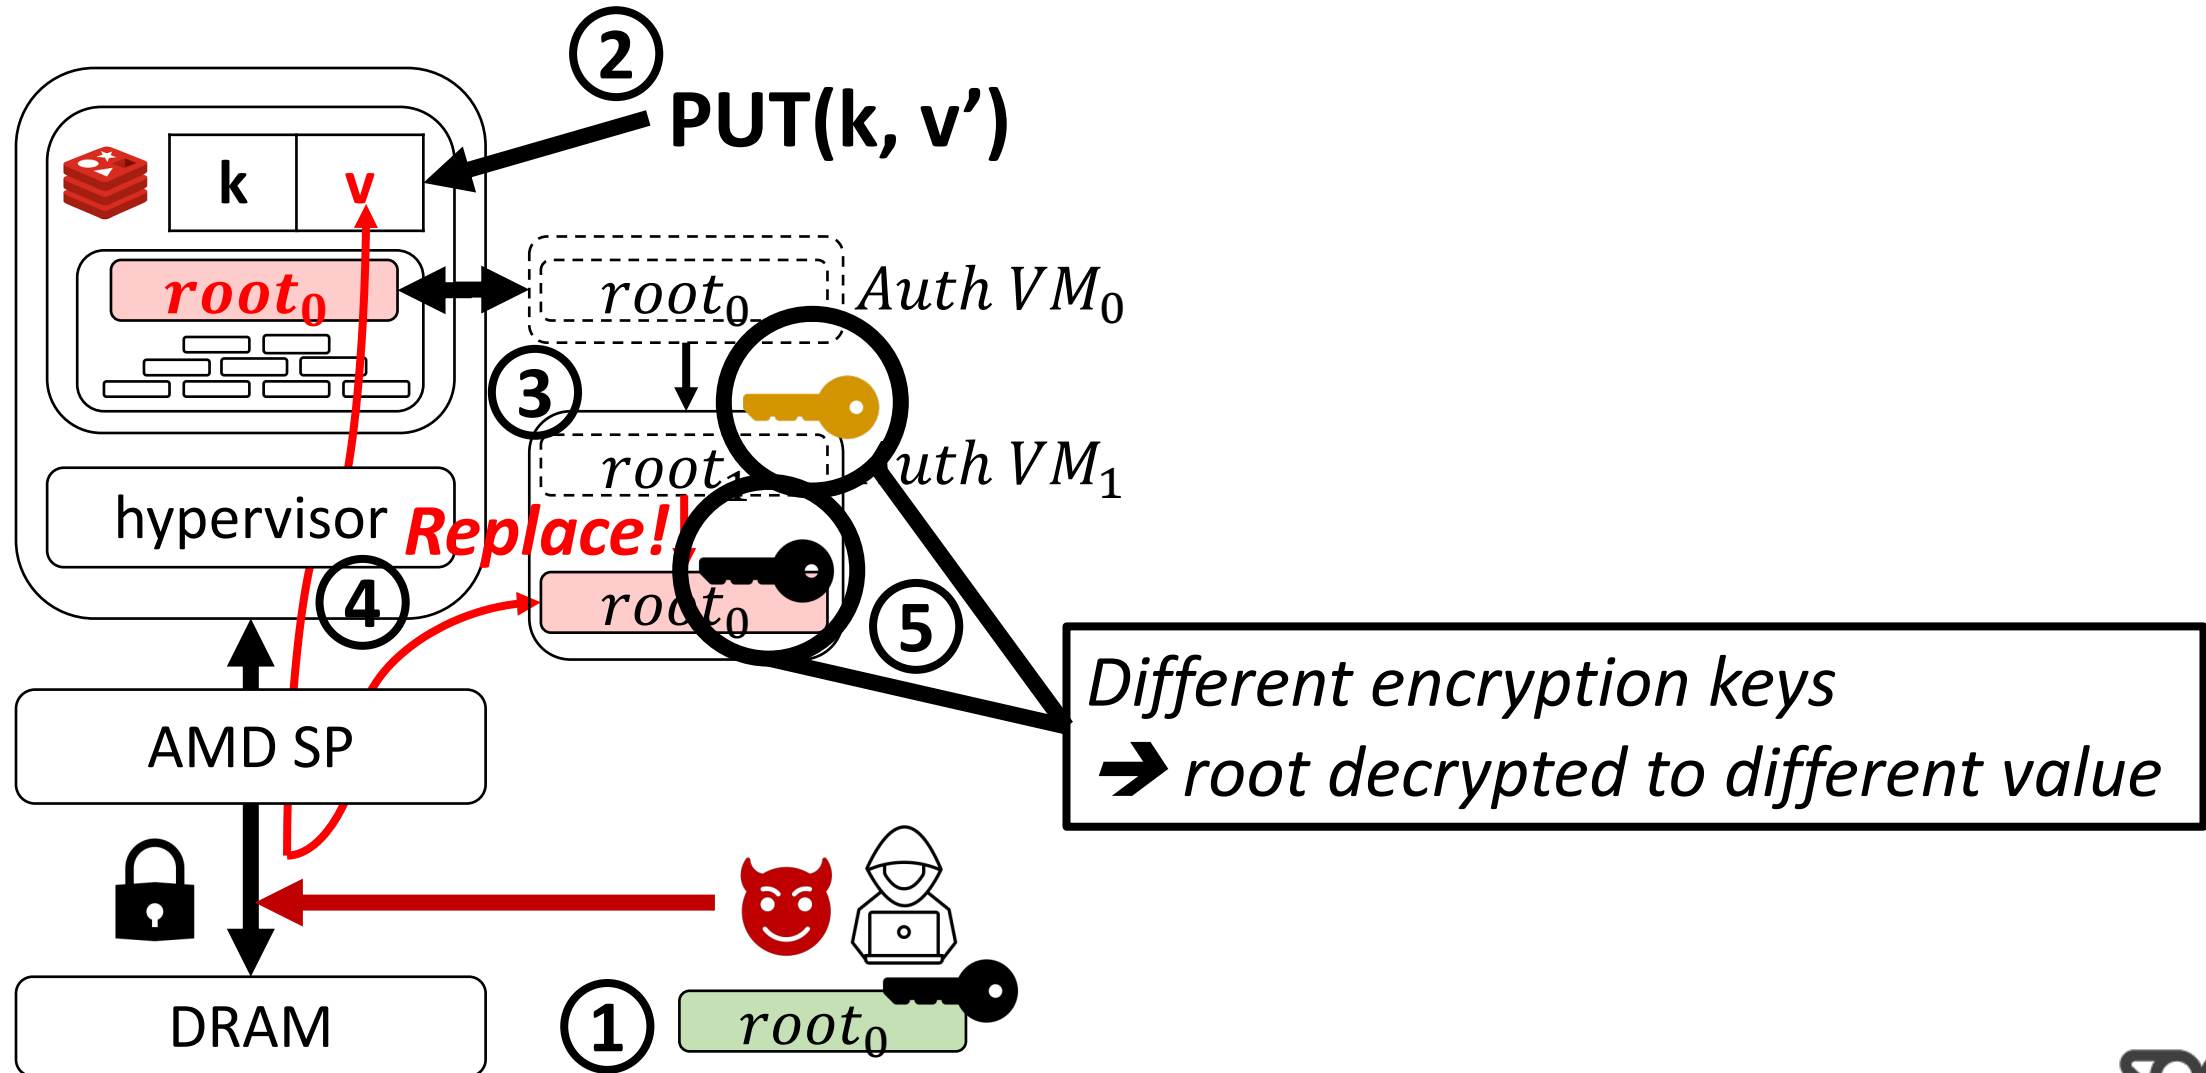 ②
PUT(k, v’)
k
v
root₀
root₀
Auth VM₀
③
root₁
uth VM₁
hypervisor
Replace!
④
root₀
⑤
Different encryption keys
➔ root decrypted to different value
AMD SP
DRAM
①
root₀